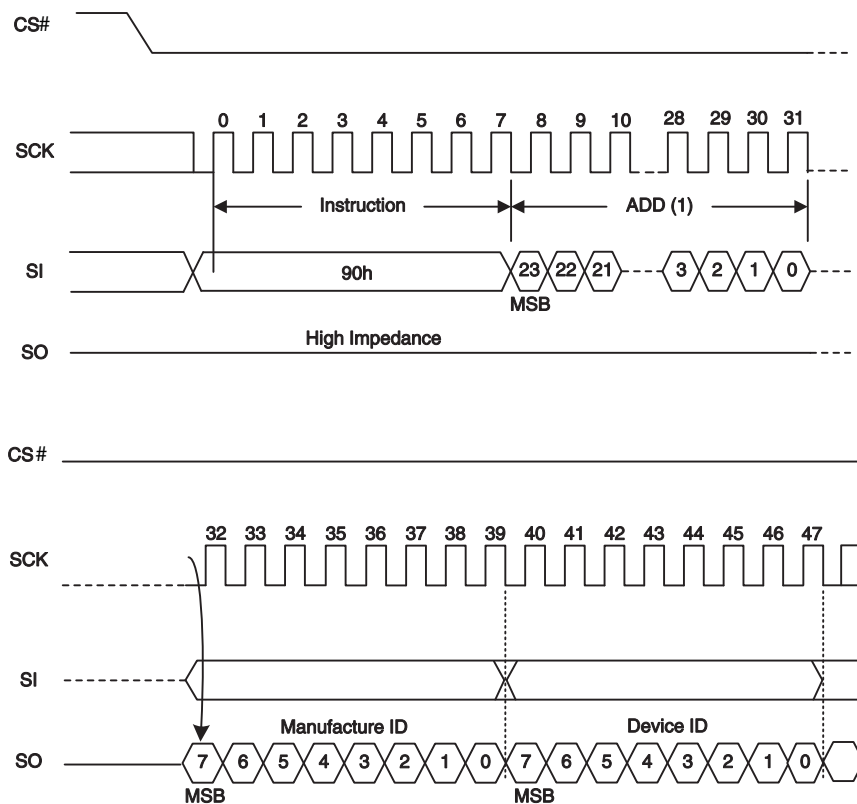 CS#
0 1 2 3 4 5 6 7 8 9 10 28 29 30 31
SCK
Instruction ADD (1)
SI 90h 23 22 21 3 2 1 0
MSB
High Impedance
SO
CS#
32 33 34 35 36 37 38 39 40 41 42 43 44 45 46 47
SCK
SI
Manufacture ID Device ID
SO 7 6 5 4 3 2 1 0 7 6 5 4 3 2 1 0
MSB MSB